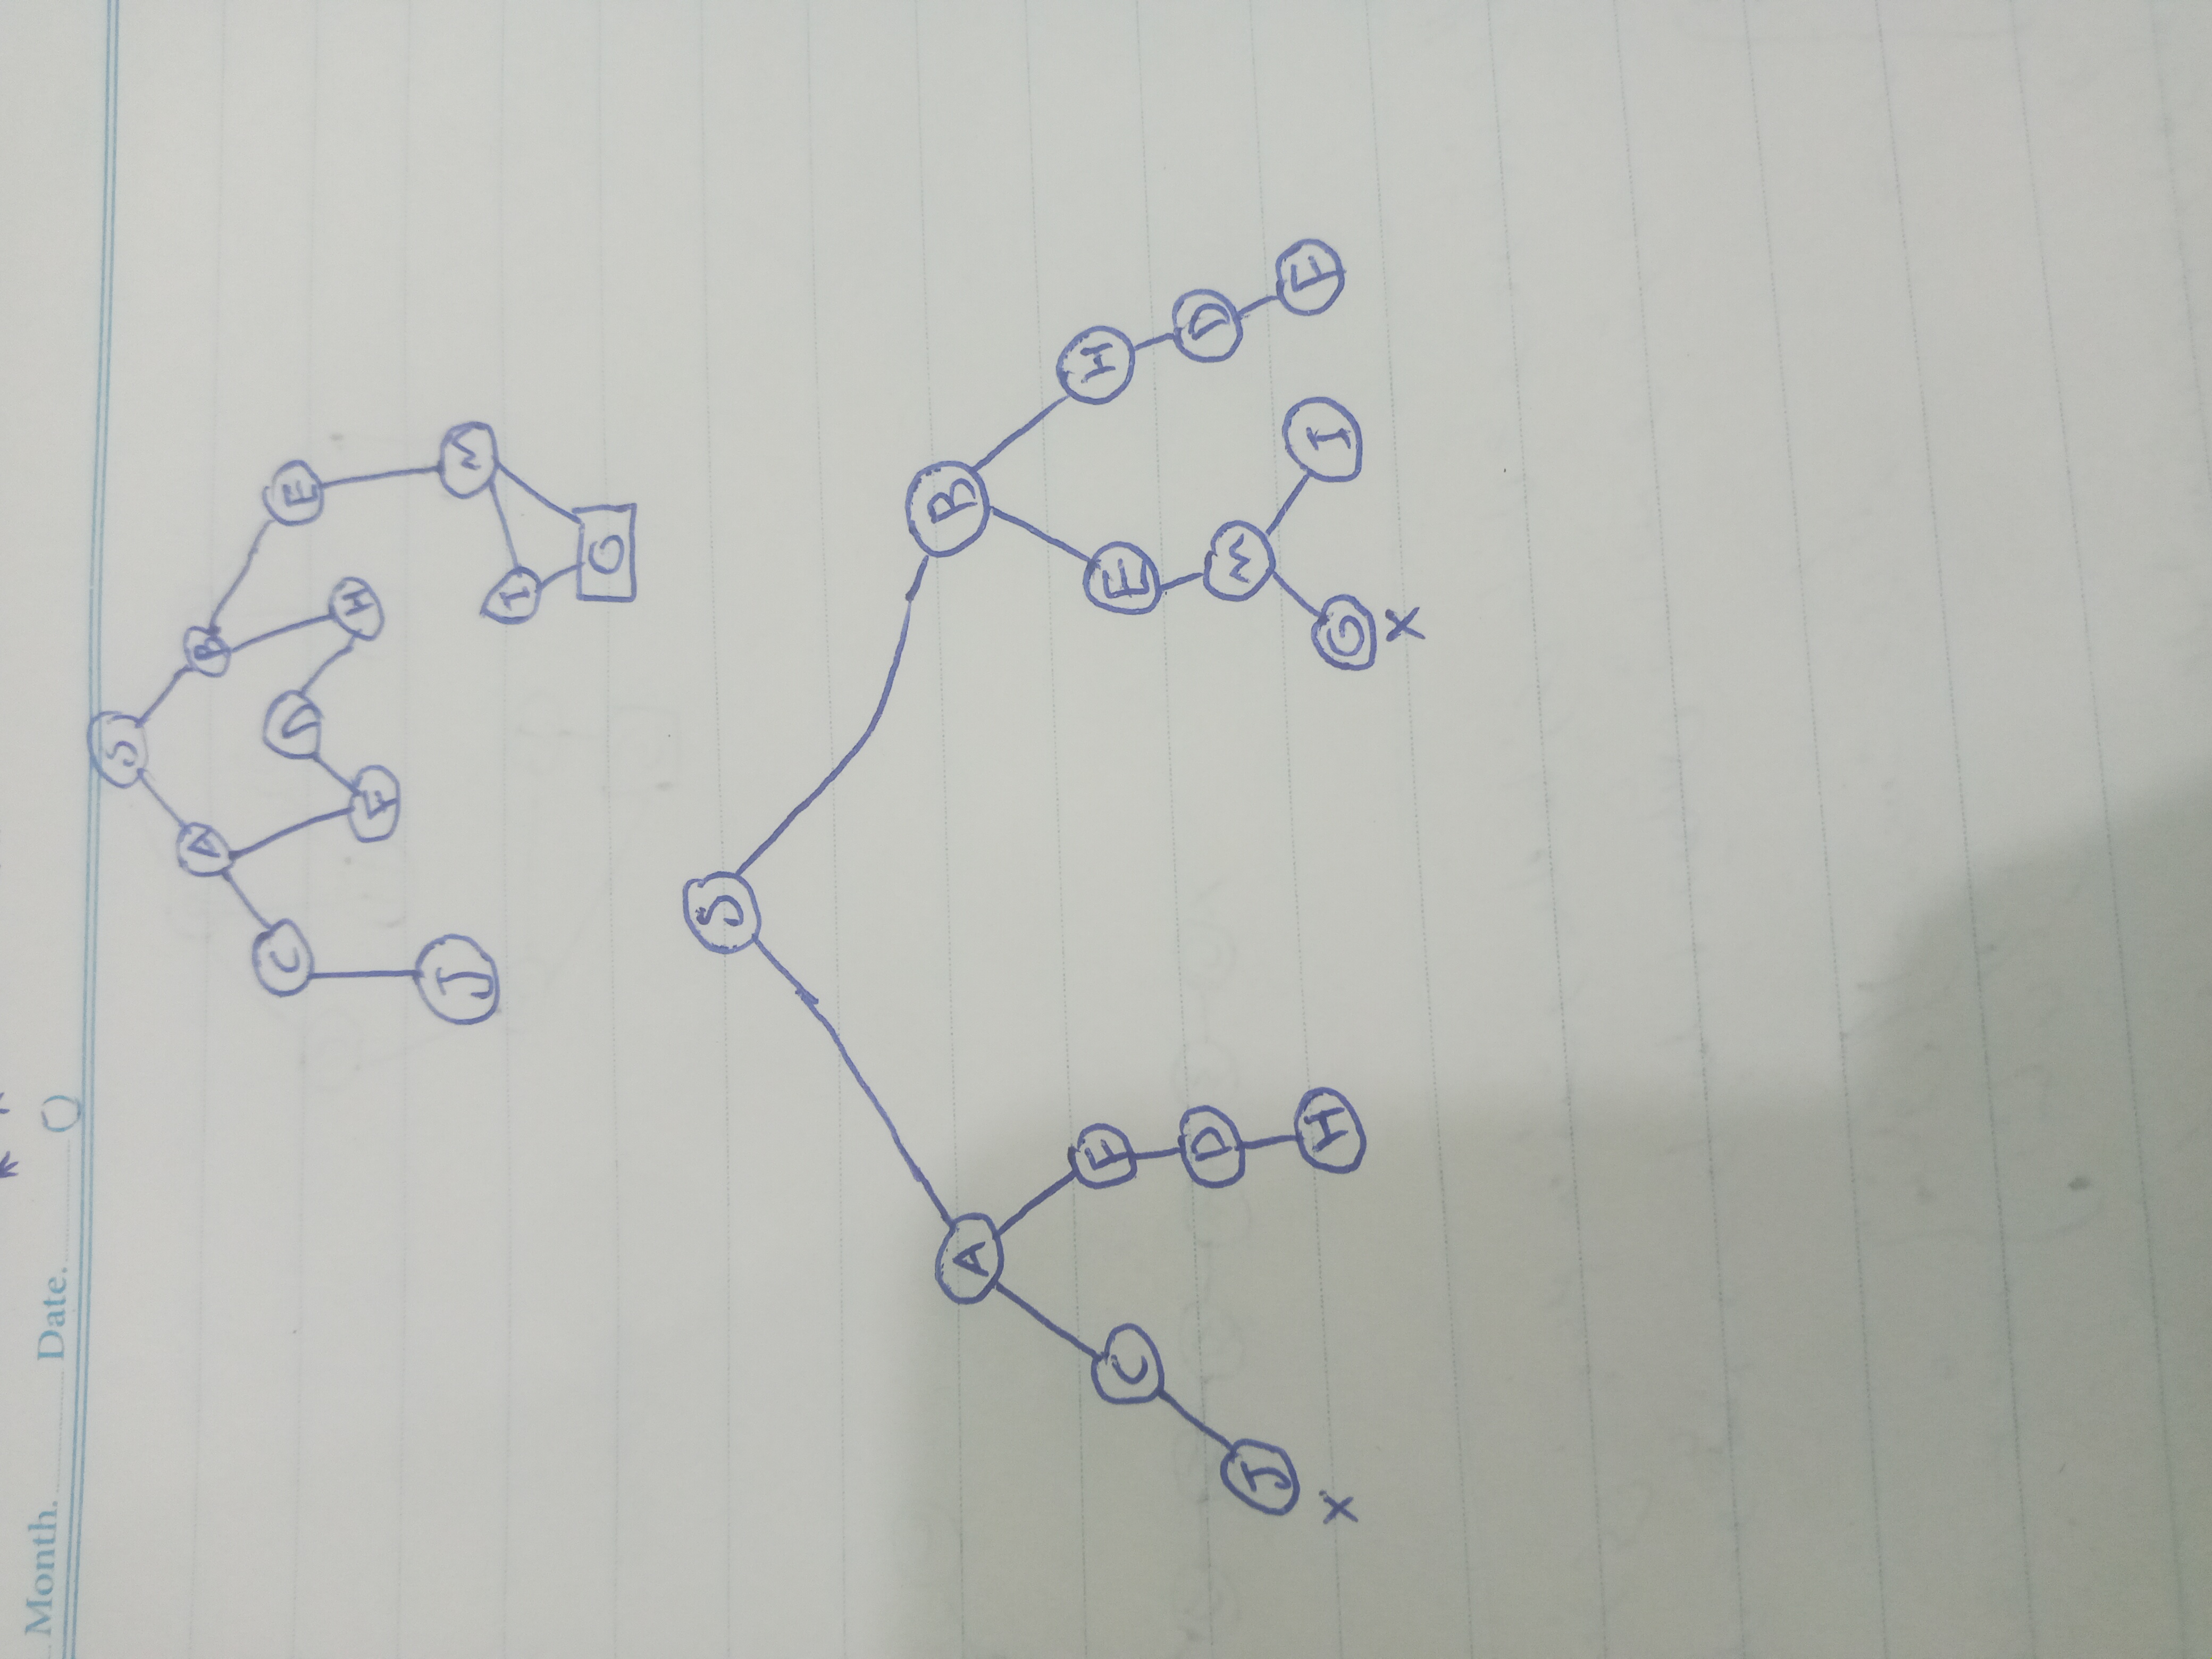 Month. Date.
S
A B
C D E
F H
J M
I
G
S
A B
C F E H
J D M D
X H G I F
X